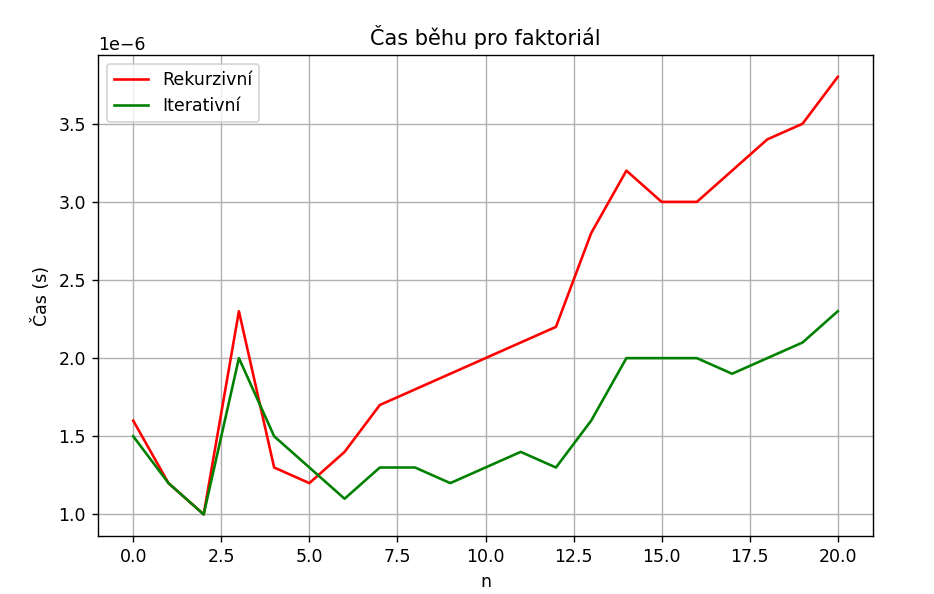 Čas běhu pro faktoriál
1e−6
Rekurzivní
Iterativní
3.5
3.0
2.5
2.0
1.5
1.0
Čas (s)
0.0 2.5 5.0 7.5 10.0 12.5 15.0 17.5 20.0
n